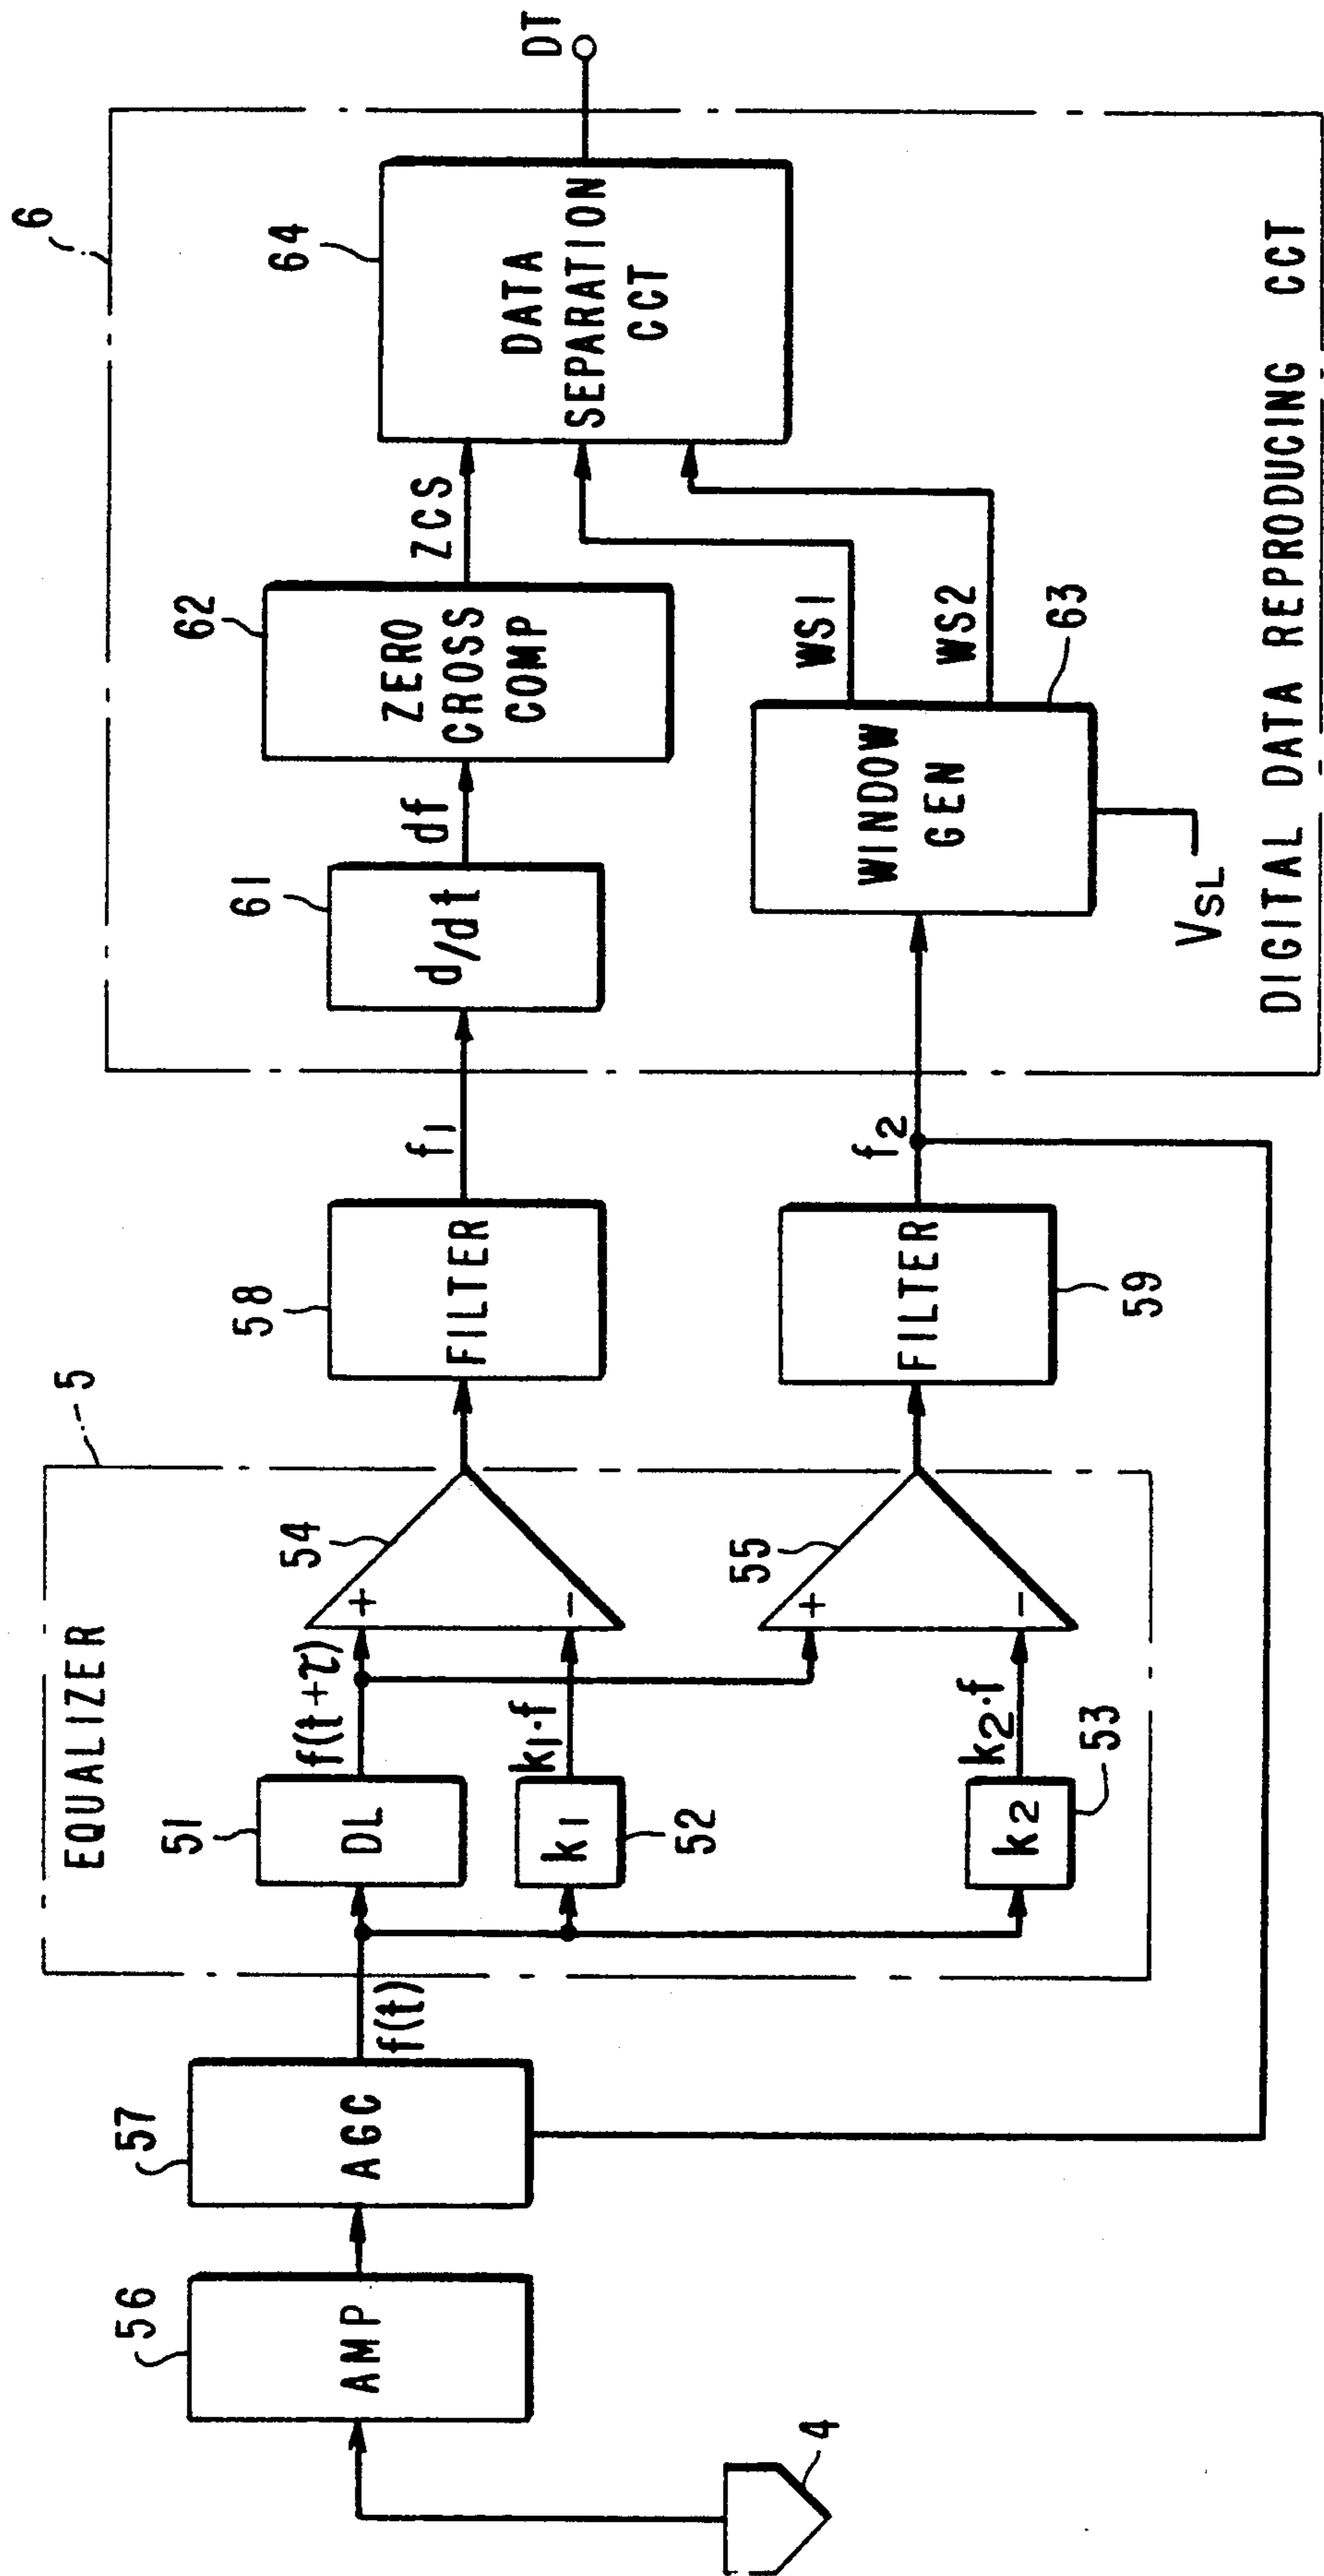 4
56
AMP
57
AGC
f(t)
EQUALIZER
5
51
DL
f(t+τ)
k1
52
k1·f
k2
53
k2·f
54
+
−
55
+
−
58
FILTER
f1
59
FILTER
f2
6
61
d/dt
df
62
ZERO
CROSS
COMP
ZCS
WINDOW
GEN
63
VSL
WS1
WS2
64
DATA
SEPARATION
CCT
DT
DIGITAL DATA REPRODUCING CCT